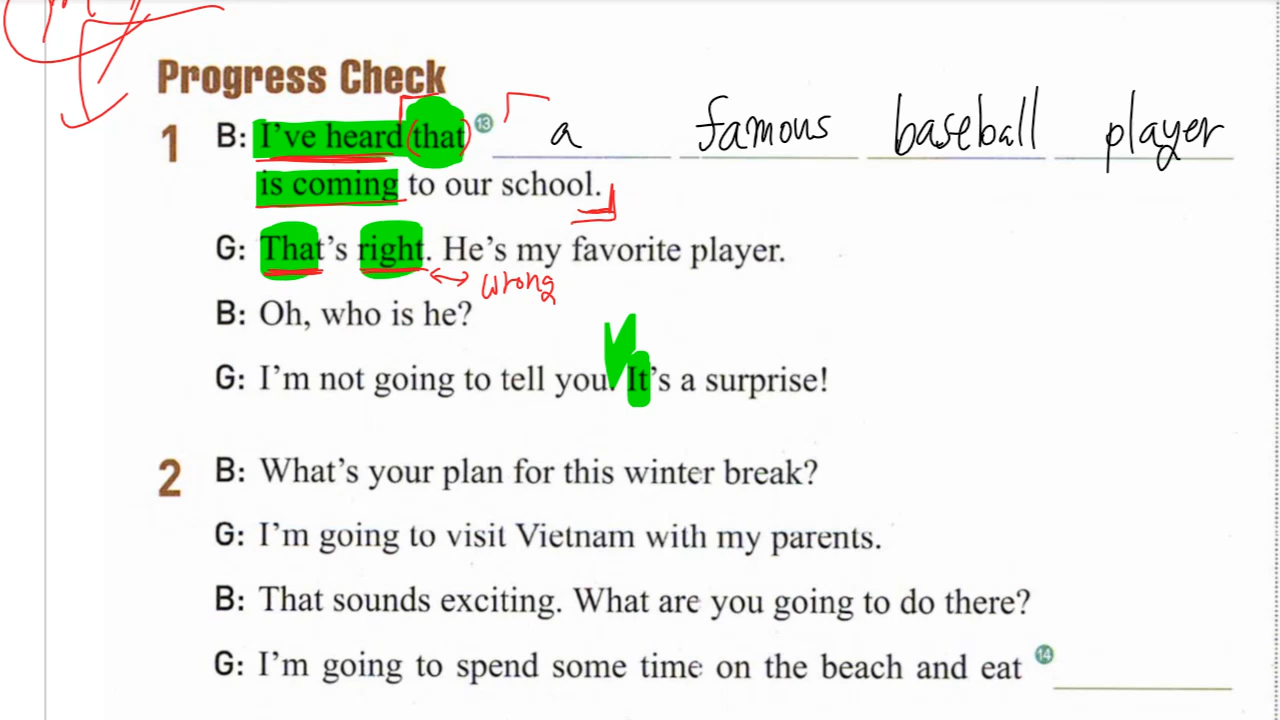 Progress Check
1 B: I've heard that ⑬ a famous baseball player
is coming to our school.
G: That's right. He's my favorite player.
wrong
B: Oh, who is he?
G: I'm not going to tell you. It's a surprise!
2 B: What's your plan for this winter break?
G: I'm going to visit Vietnam with my parents.
B: That sounds exciting. What are you going to do there?
G: I'm going to spend some time on the beach and eat ⑭